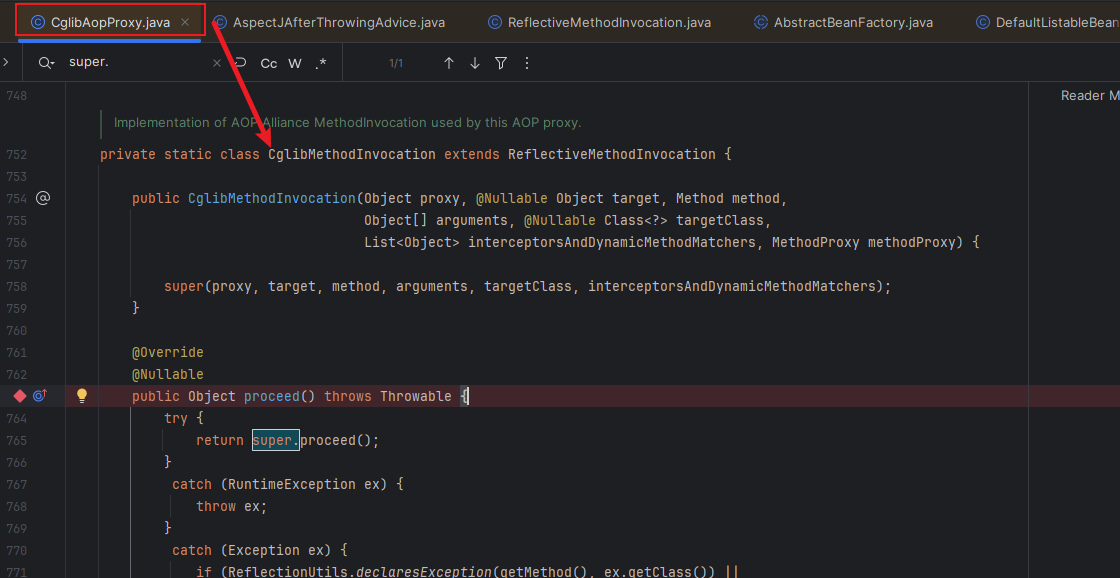 CglibAopProxy.java × AspectJAfterThrowingAdvice.java ReflectiveMethodInvocation.java AbstractBeanFactory.java DefaultListableBean
super. × Cc W .* 1/1
748 Reader M
Implementation of AOP Alliance MethodInvocation used by this AOP proxy.
752 private static class CglibMethodInvocation extends ReflectiveMethodInvocation {
753
754 public CglibMethodInvocation(Object proxy, @Nullable Object target, Method method,
755 Object[] arguments, @Nullable Class<?> targetClass,
756 List<Object> interceptorsAndDynamicMethodMatchers, MethodProxy methodProxy) {
757
758 super(proxy, target, method, arguments, targetClass, interceptorsAndDynamicMethodMatchers);
759 }
760
761 @Override
762 @Nullable
public Object proceed() throws Throwable {
764 try {
765 return super.proceed();
766 }
767 catch (RuntimeException ex) {
768 throw ex;
769 }
770 catch (Exception ex) {
771 if (ReflectionUtils.declaresException(getMethod(), ex.getClass()) ||